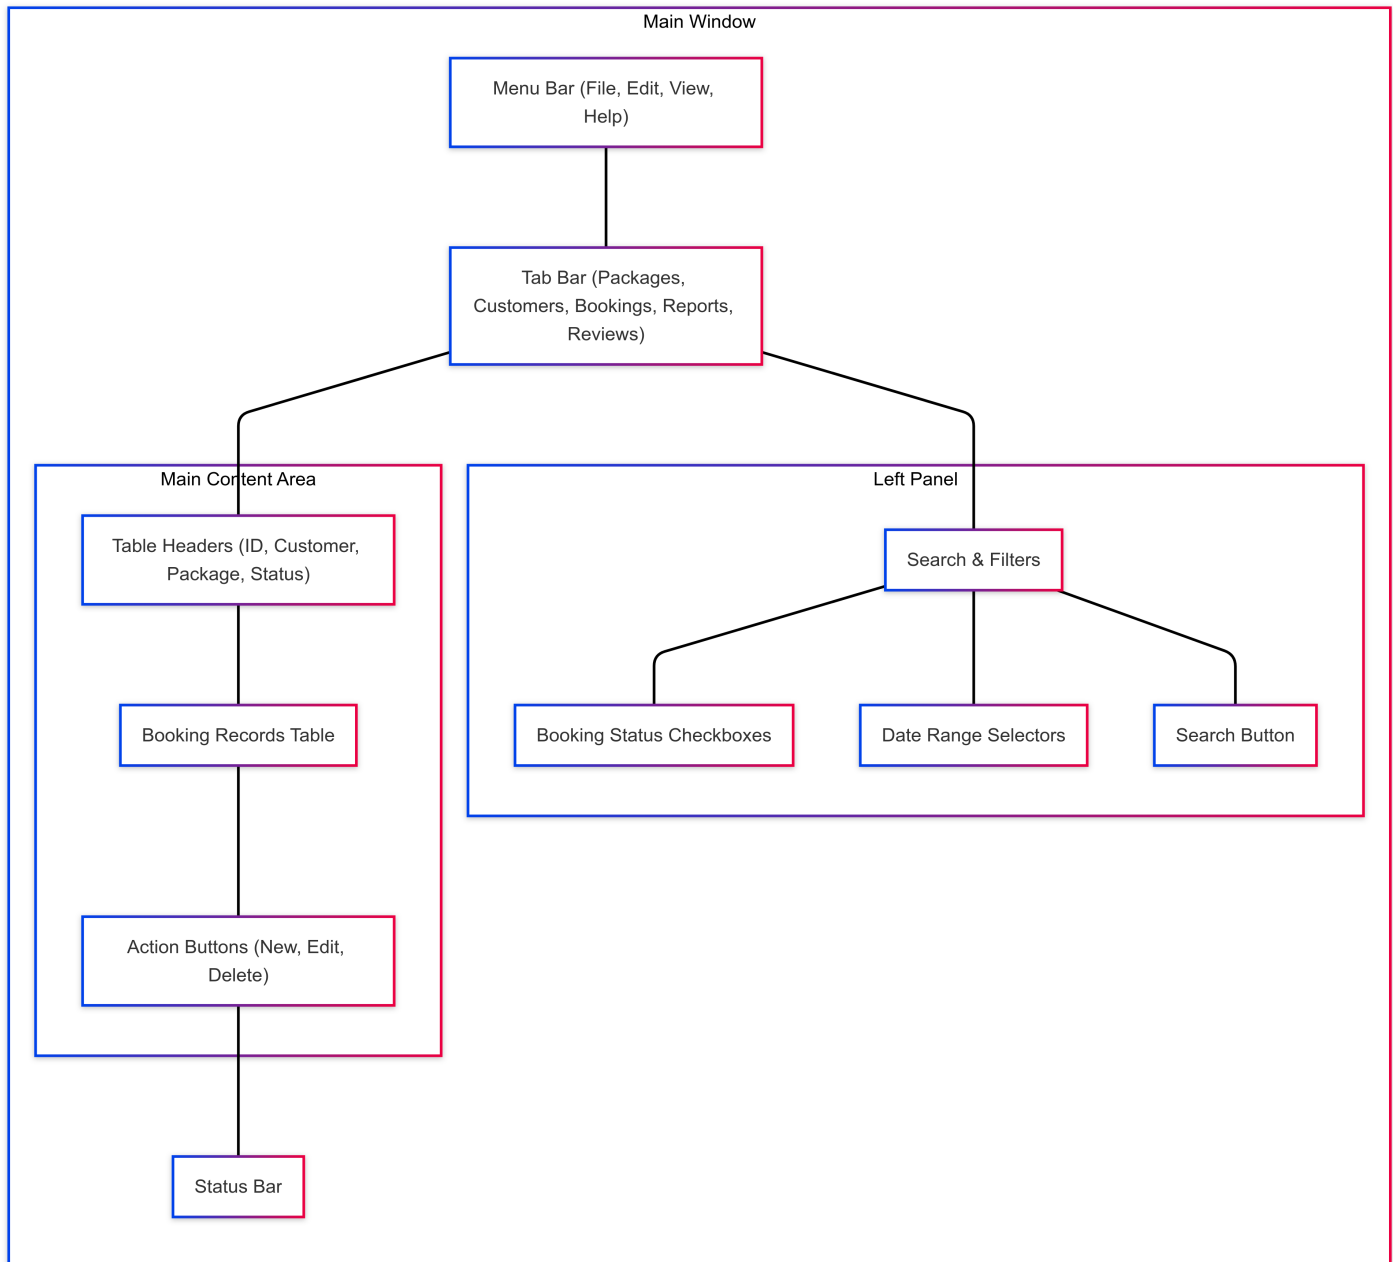 Main Window
Menu Bar (File, Edit, View,
Help)
Tab Bar (Packages,
Customers, Bookings, Reports,
Reviews)
Main Content Area
Table Headers (ID, Customer,
Package, Status)
Booking Records Table
Action Buttons (New, Edit,
Delete)
Status Bar
Left Panel
Search & Filters
Booking Status Checkboxes
Date Range Selectors
Search Button